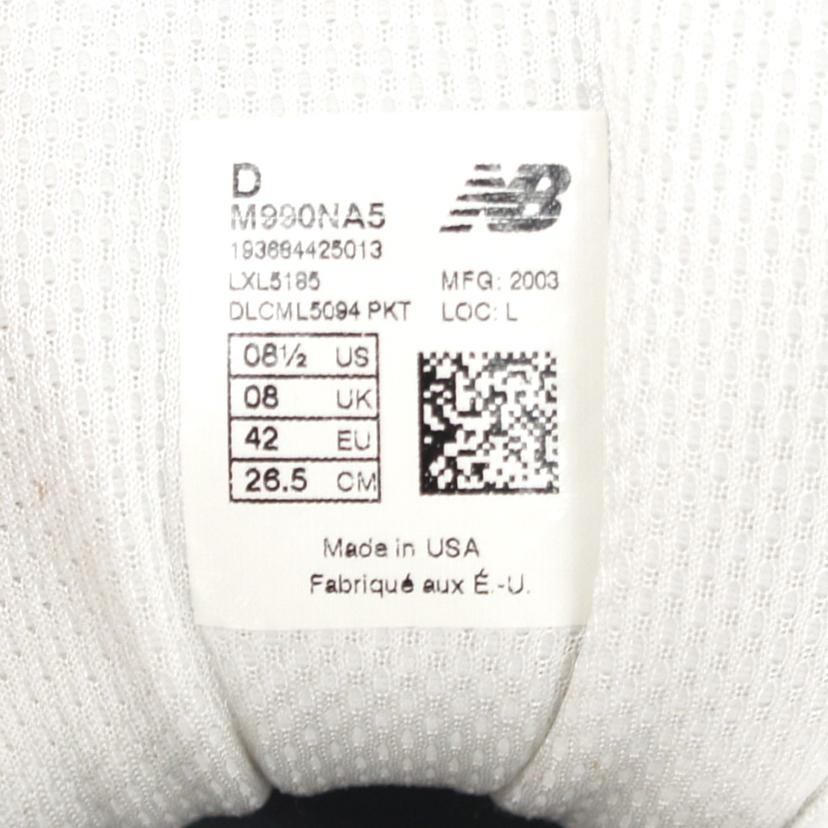 D
NB
M990NA5
193684425013
LXL5185
MFG: 2003
DLCML5094 PKT
LOC: L
08½ US
08 UK
42 EU
26.5 CM
Made in USA
Fabriqué aux É.-U.